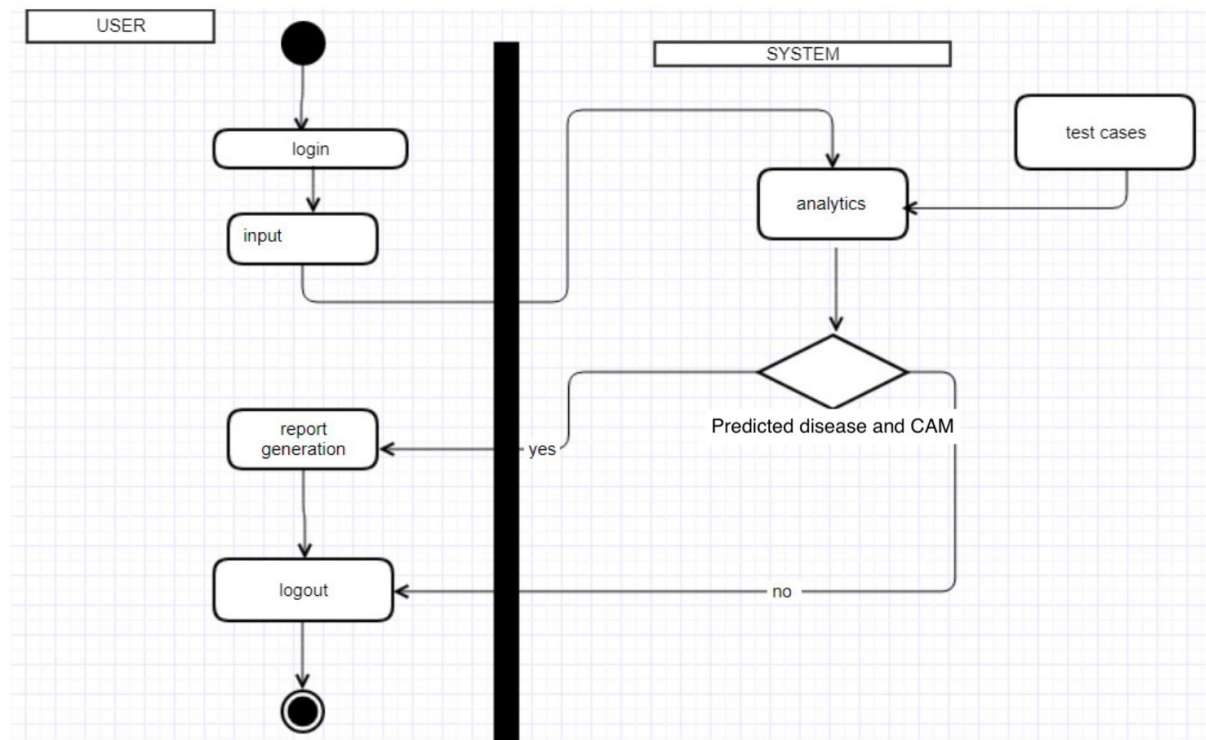 USER
SYSTEM
login
test cases
analytics
input
Predicted disease and CAM
report
generation
yes
logout
no